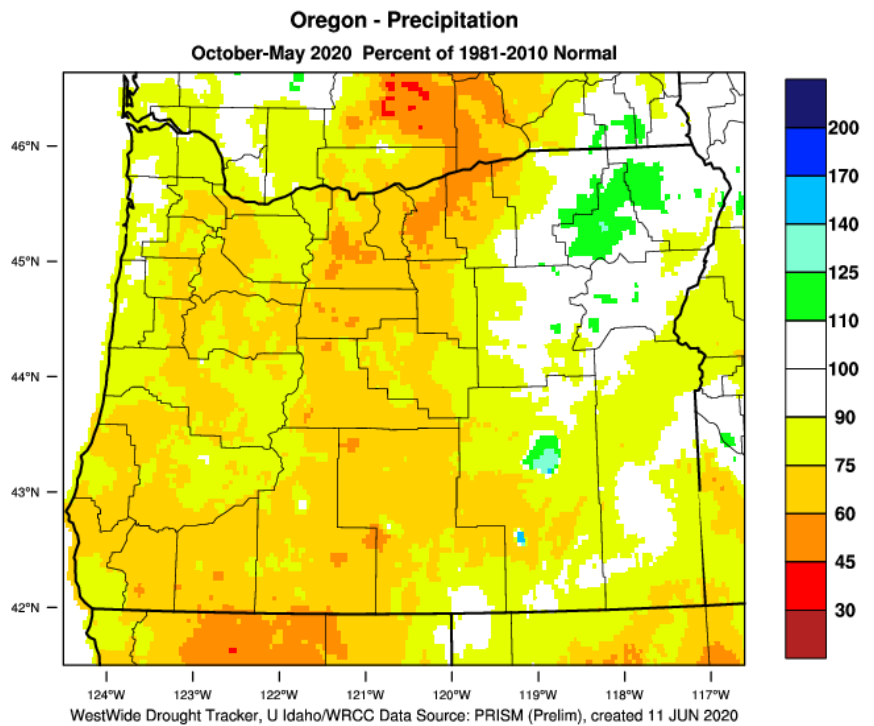 Oregon - Precipitation
October-May 2020 Percent of 1981-2010 Normal
200
46°N
170
140
45°N
125
110
44°N
100
90
75
43°N
60
45
42°N
30
124°W 123°W 122°W 121°W 120°W 119°W 118°W 117°W
WestWide Drought Tracker, U Idaho/WRCC Data Source: PRISM (Prelim), created 11 JUN 2020